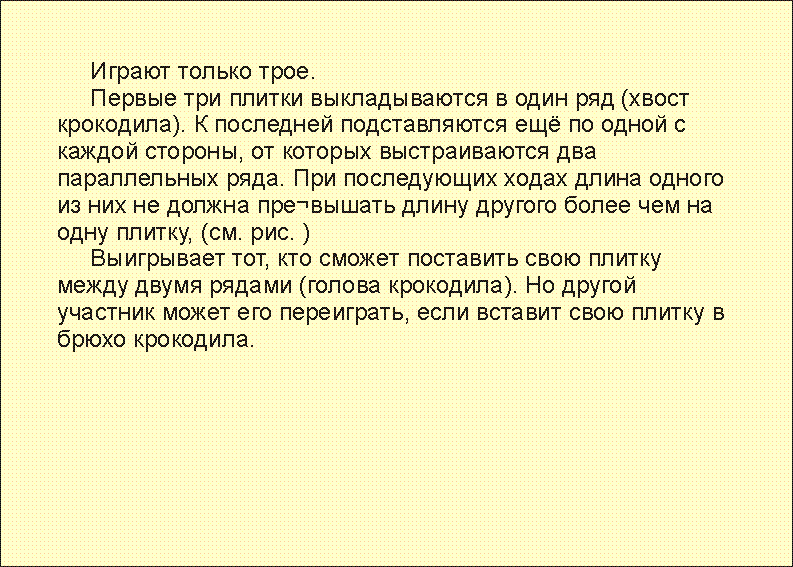 Играют только трое.
Первые три плитки выкладываются в один ряд (хвост
крокодила). К последней подставляются ещё по одной с
каждой стороны, от которых выстраиваются два
параллельных ряда. При последующих ходах длина одного
из них не должна пре¬вышать длину другого более чем на
одну плитку, (см. рис. )
Выигрывает тот, кто сможет поставить свою плитку
между двумя рядами (голова крокодила). Но другой
участник может его переиграть, если вставит свою плитку в
брюхо крокодила.